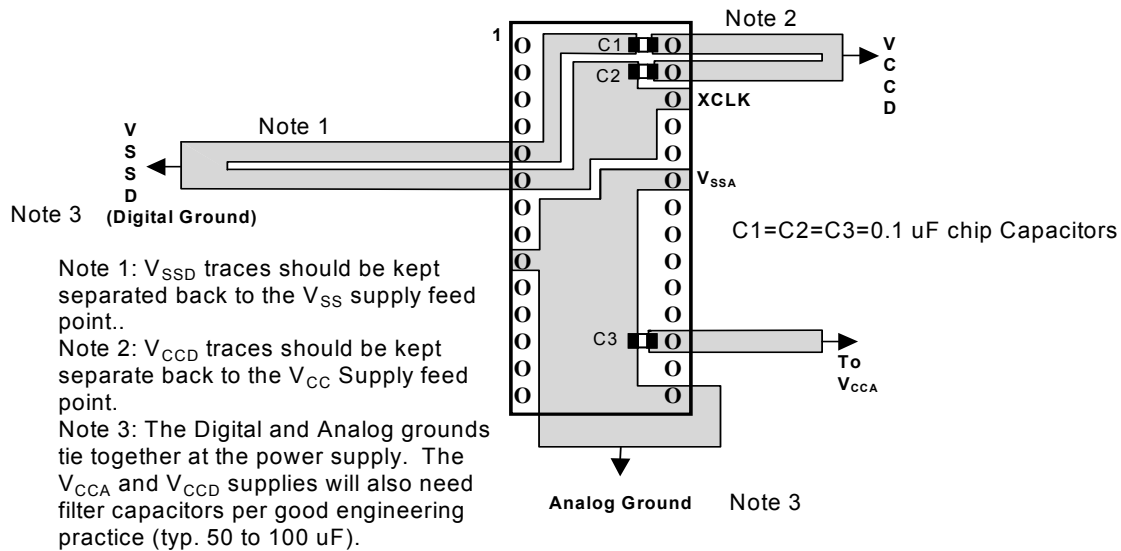 Note 2
1
C1
C2
V
C
C
D
XCLK
Note 1
V
S
S
D
VSSA
Note 3 (Digital Ground)
C1=C2=C3=0.1 uF chip Capacitors
Note 1: VSSD traces should be kept
separated back to the VSS supply feed
point..
Note 2: VCCD traces should be kept
separate back to the VCC Supply feed
point.
Note 3: The Digital and Analog grounds
tie together at the power supply. The
VCCA and VCCD supplies will also need
filter capacitors per good engineering
practice (typ. 50 to 100 uF).
C3
To
VCCA
Analog Ground Note 3